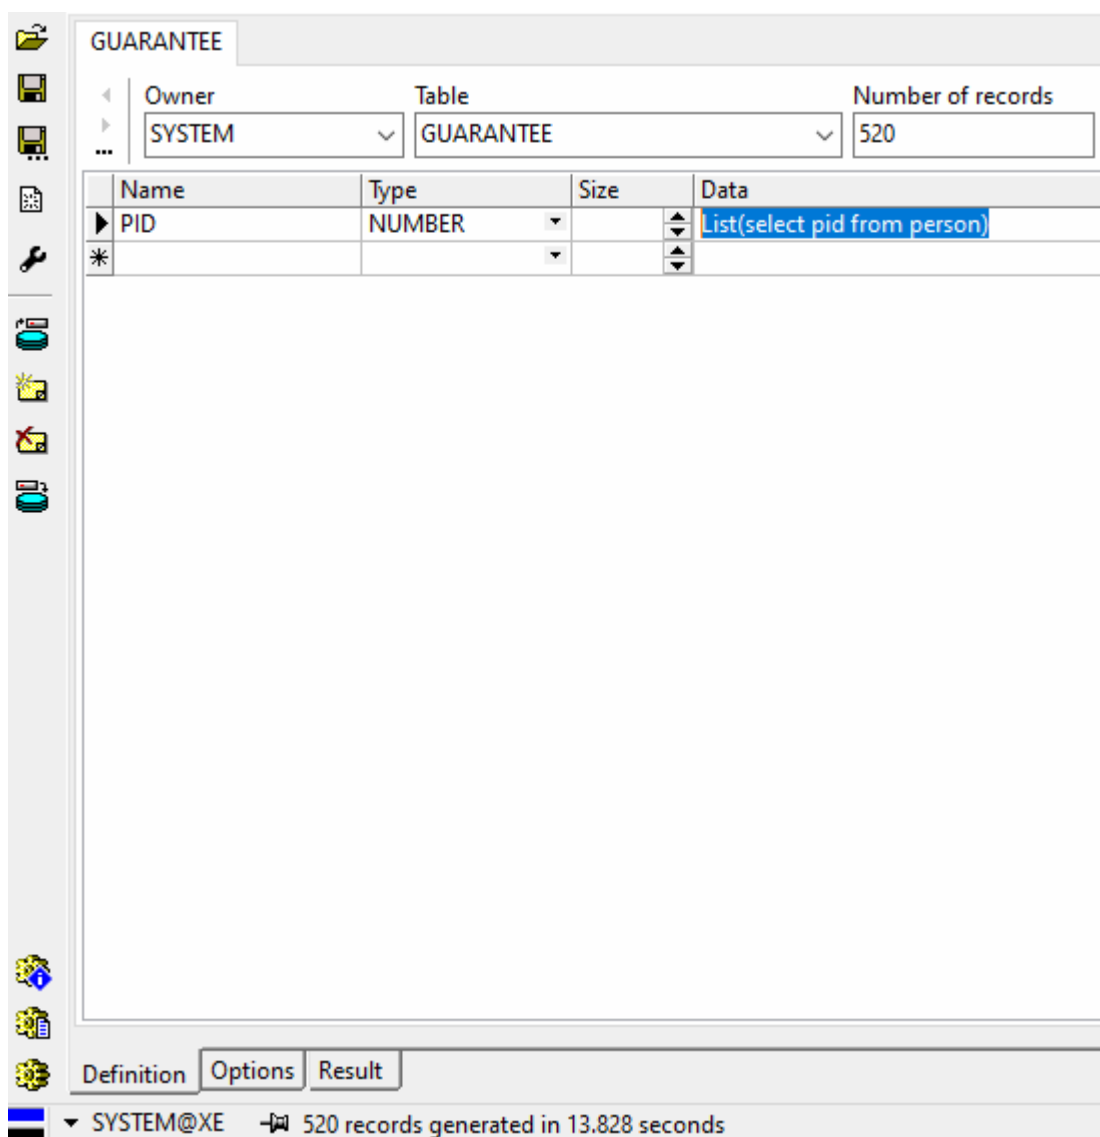 GUARANTEE
Owner Table Number of records
SYSTEM GUARANTEE 520
Name Type Size Data
PID NUMBER List(select pid from person)
Definition Options Result
SYSTEM@XE 520 records generated in 13.828 seconds